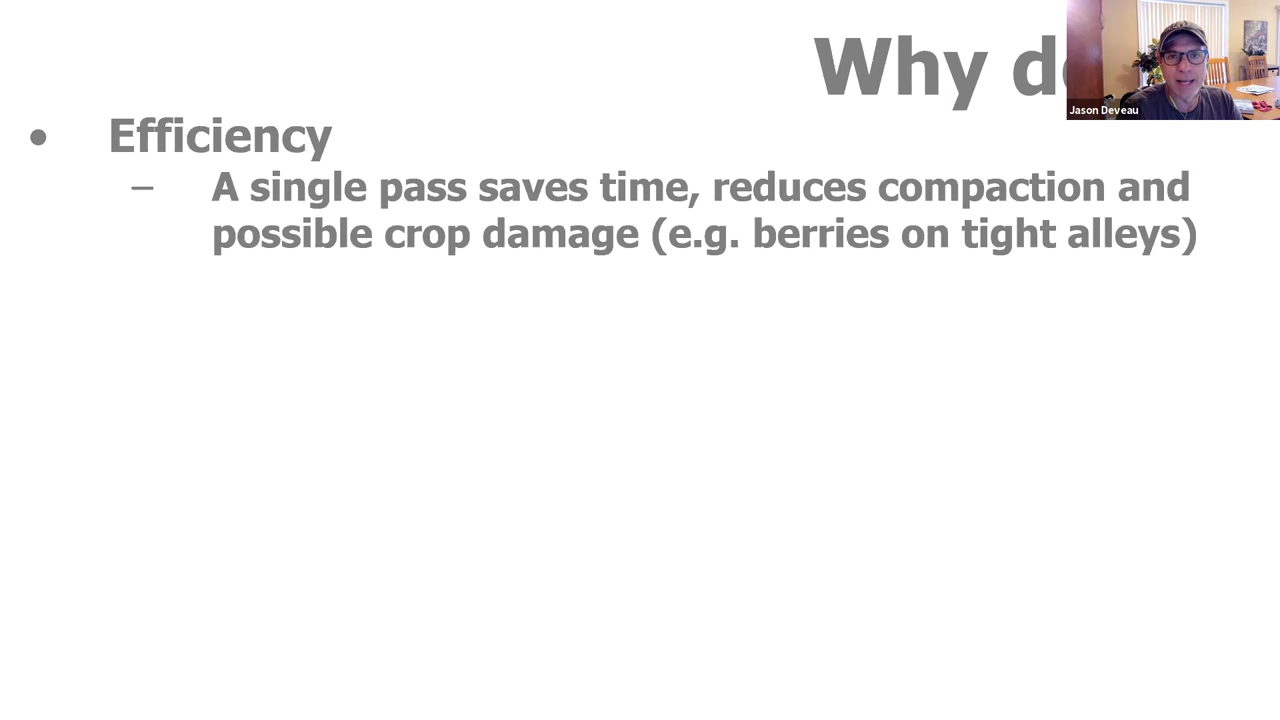 Why
Jason Deveau
• Efficiency
– A single pass saves time, reduces compaction and
possible crop damage (e.g. berries on tight alleys)